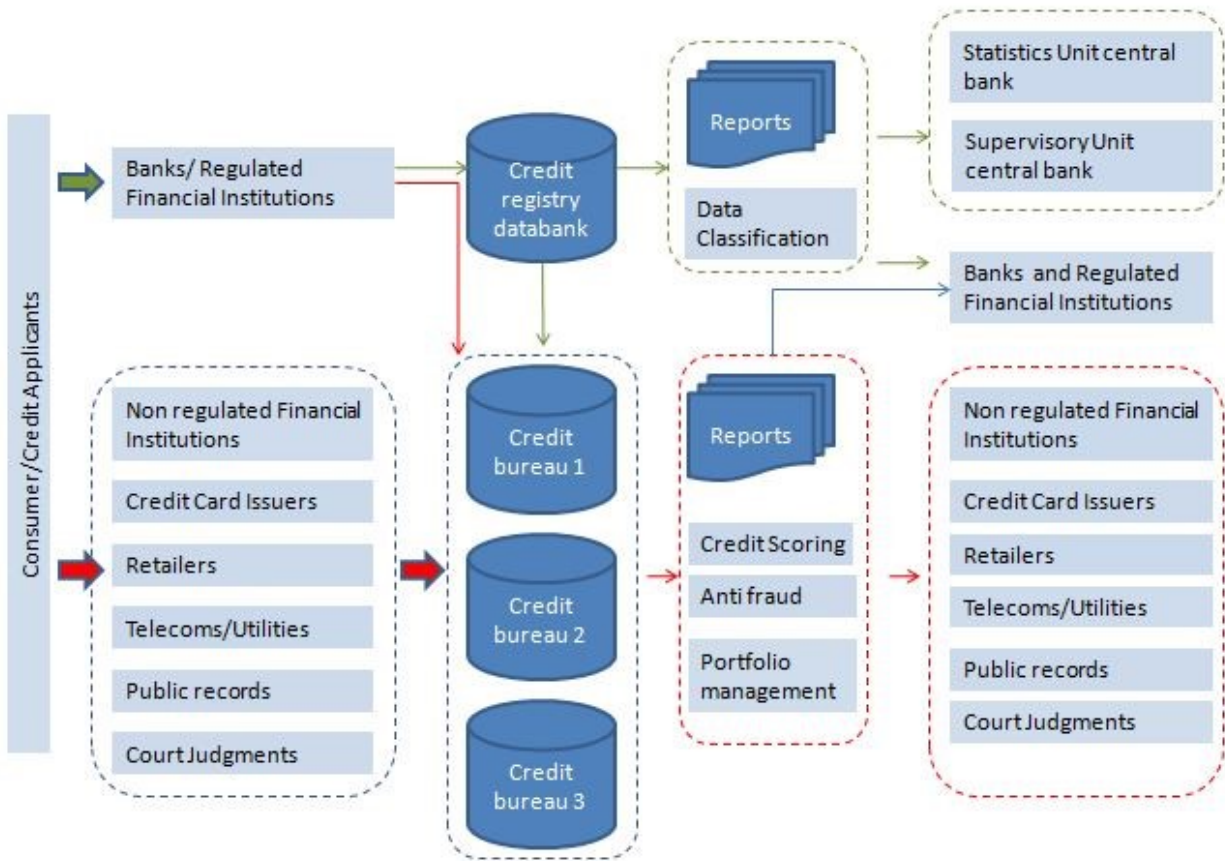 Consumer/Credit Applicants
Banks/ Regulated
Financial Institutions
Non regulated Financial
Institutions
Credit Card Issuers
Retailers
Telecoms/Utilities
Public records
Court Judgments
Credit
registry
databank
Credit
bureau 1
Credit
bureau 2
Credit
bureau 3
Reports
Data
Classification
Reports
Credit Scoring
Anti fraud
Portfolio
management
Statistics Unit central
bank
Supervisory Unit
central bank
Banks and Regulated
Financial Institutions
Non regulated Financial
Institutions
Credit Card Issuers
Retailers
Telecoms/Utilities
Public records
Court Judgments